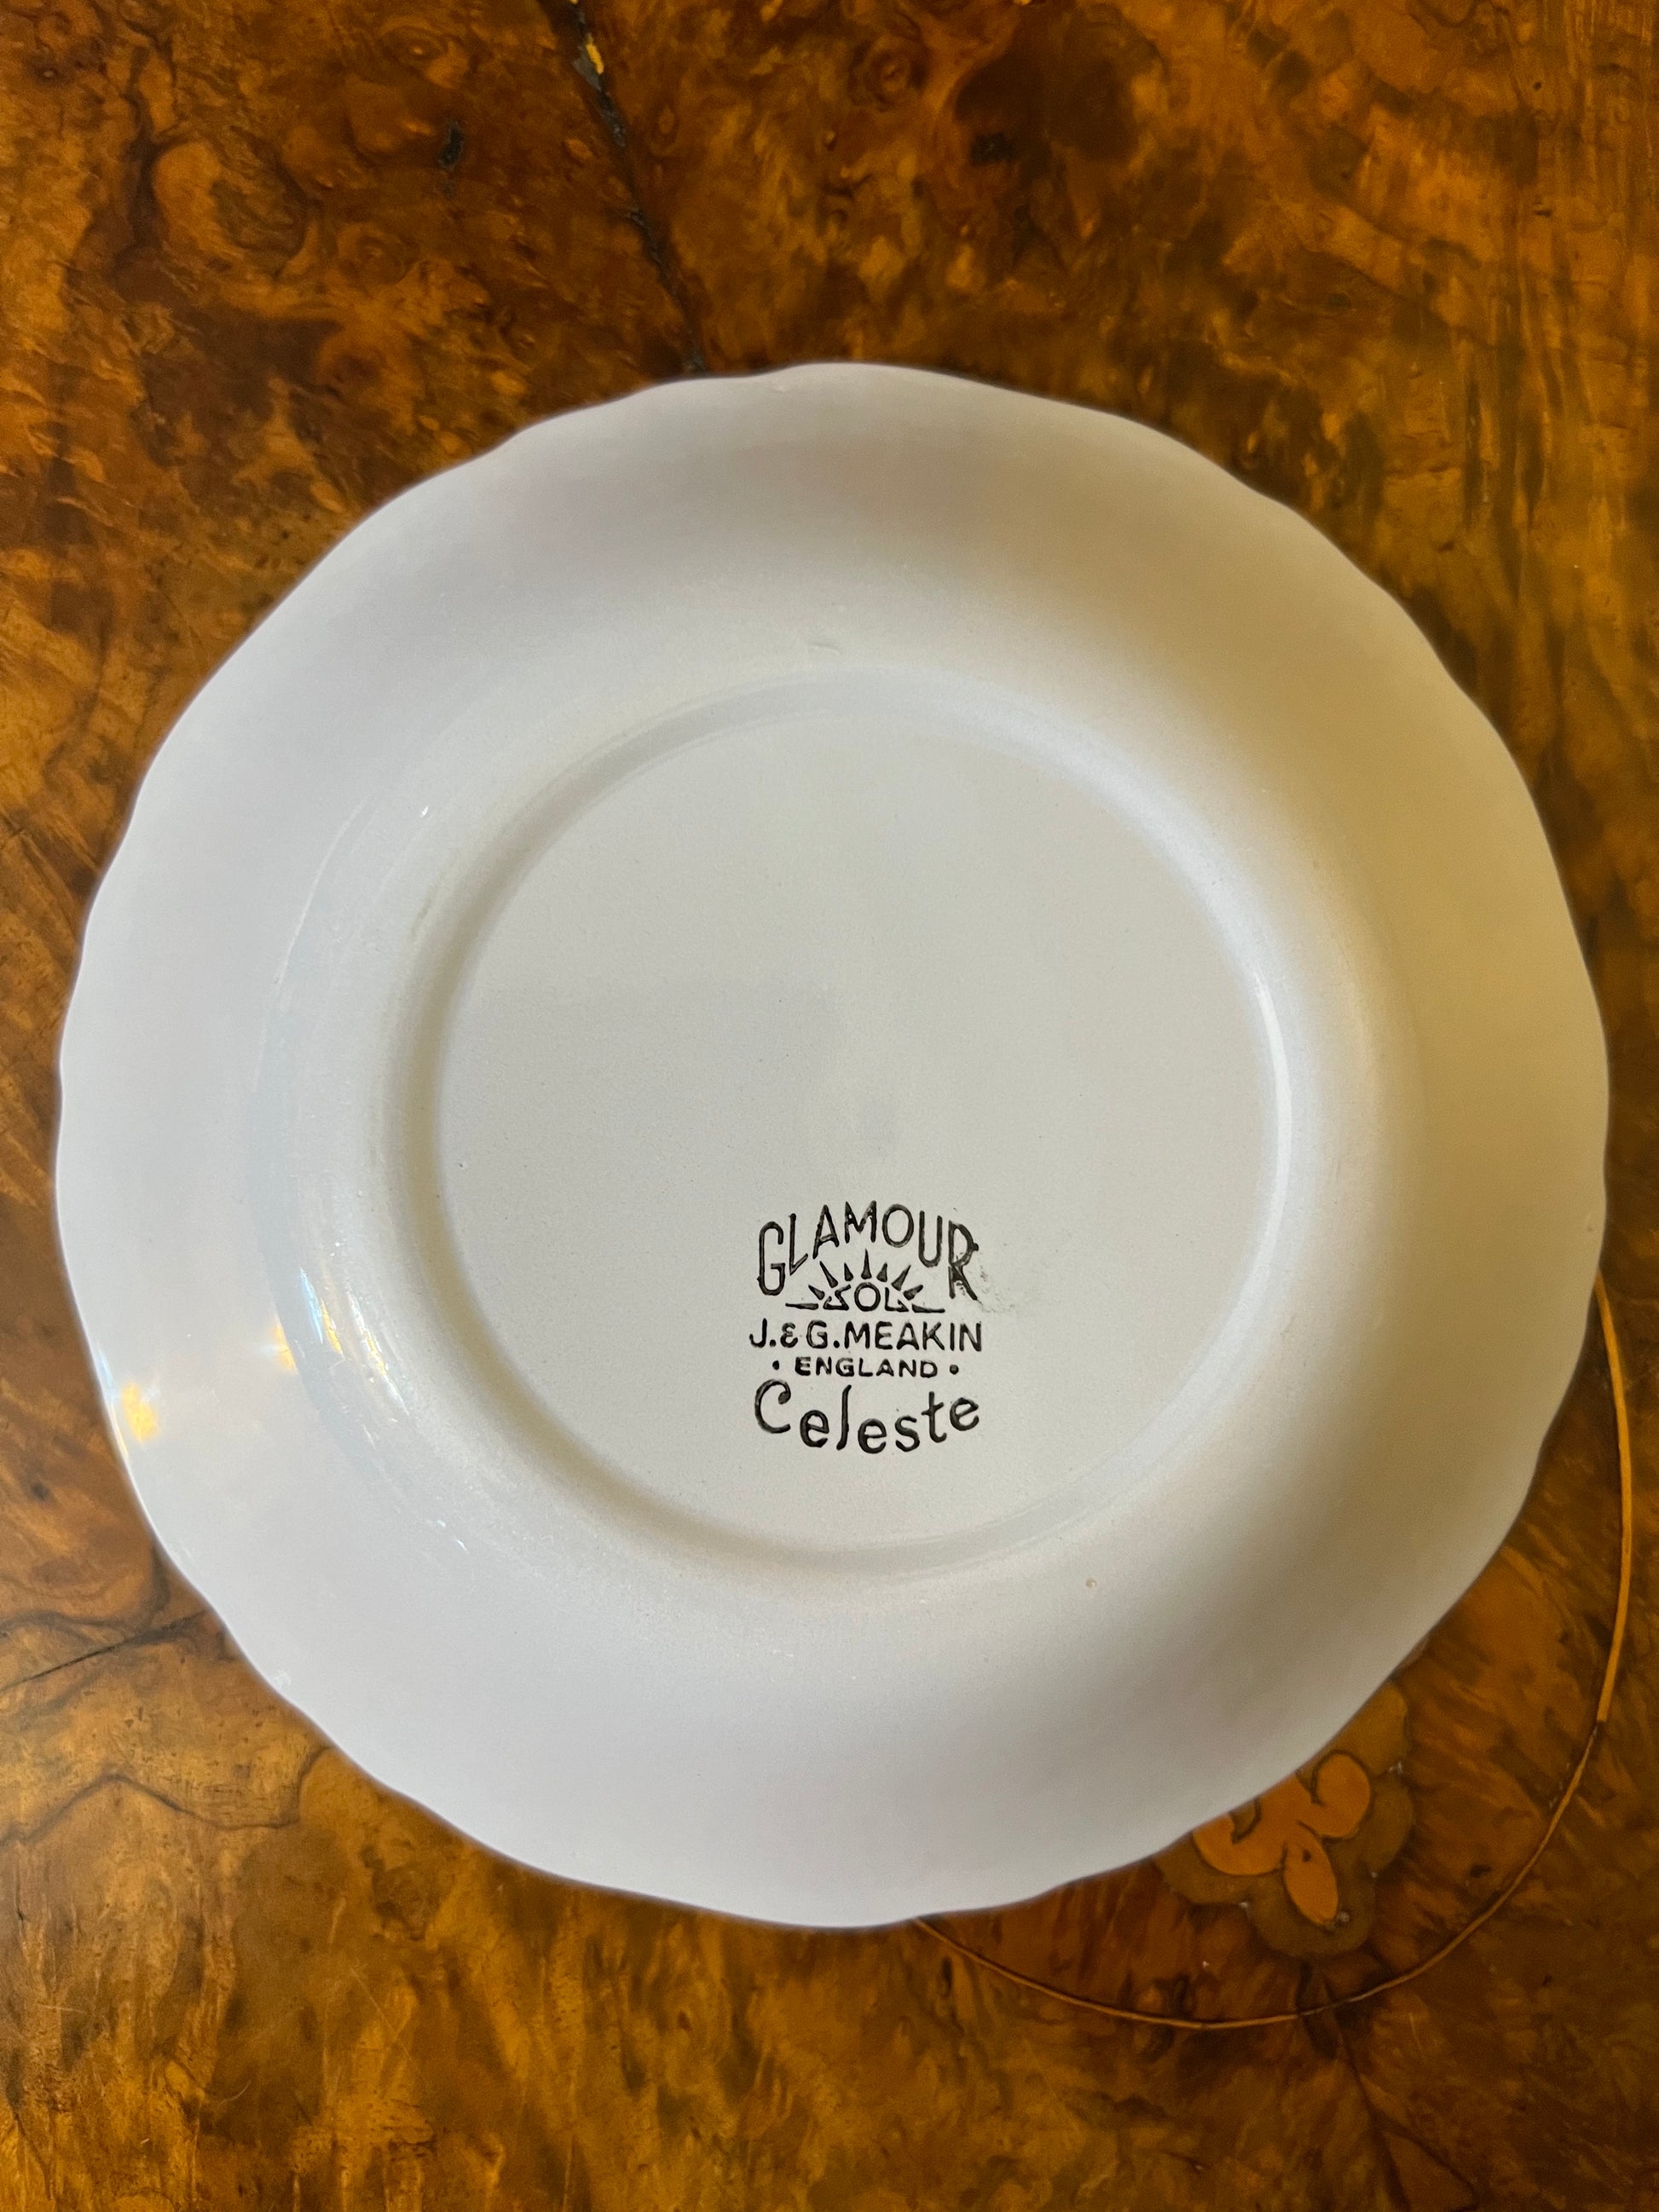 GLAMOUR
SOL
J.&G.MEAKIN
• ENGLAND •
Celeste